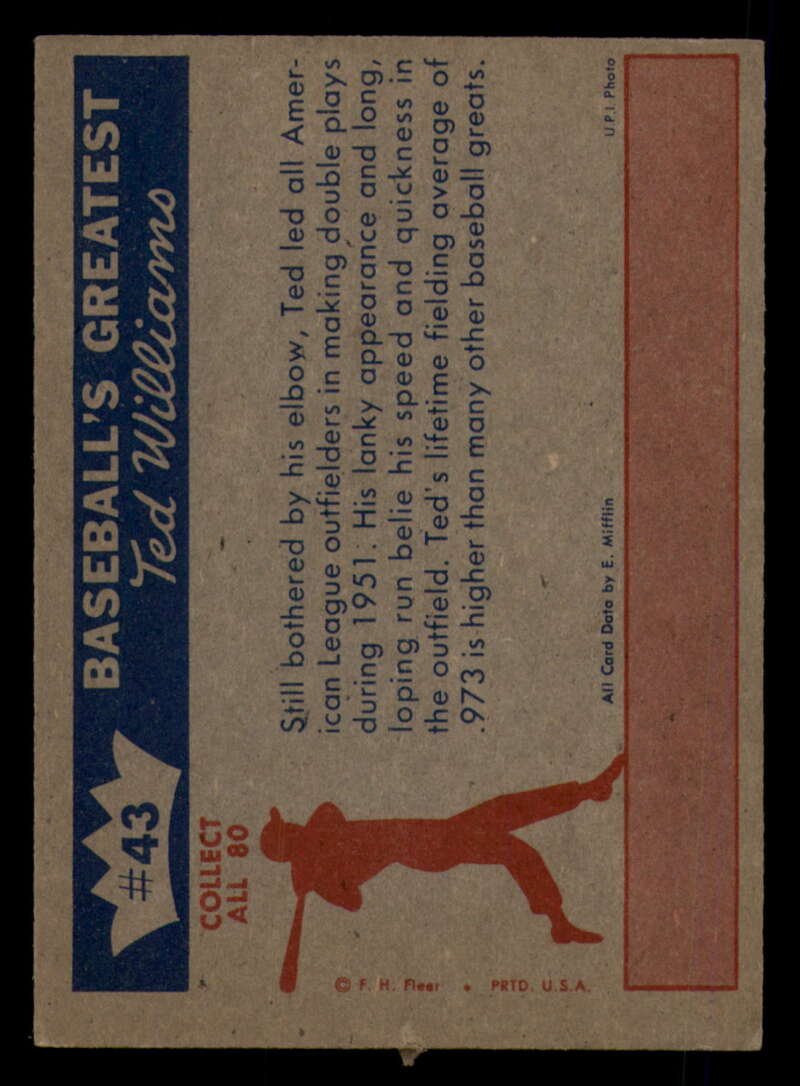 #43
BASEBALL'S GREATEST
Ted Williams
COLLECT
ALL 80
Still bothered by his elbow, Ted led all Amer-
ican League outfielders in making double plays
during 1951. His lanky appearance and long,
loping run belie his speed and quickness in
the outfield. Ted's lifetime fielding average of
.973 is higher than many other baseball greats.
© F. H. Fleer • PRTD. U.S.A.
All Card Data by E. Mifflin
U.P.I Photo